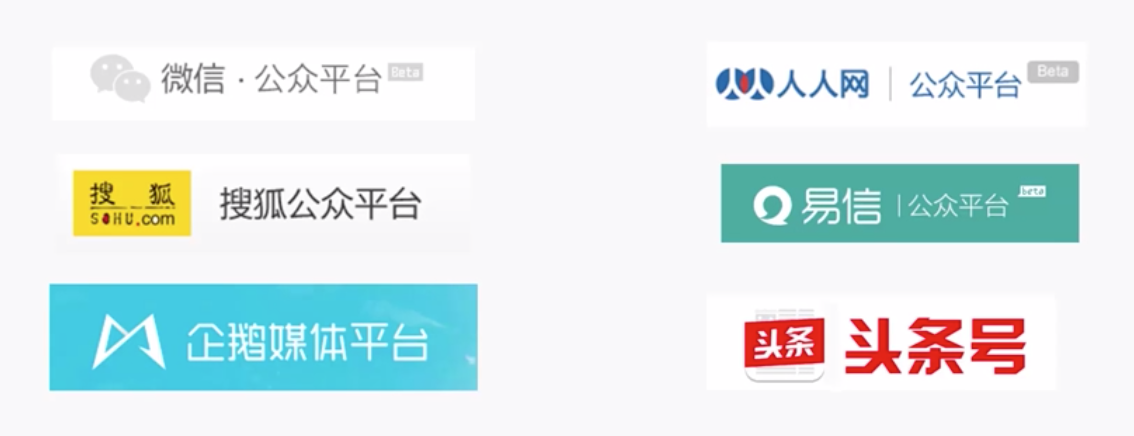 微信·公众平台 Beta
人人网 | 公众平台 Beta
搜狐 SOHU.com
搜狐公众平台
易信 | 公众平台 beta
企鹅媒体平台
头条 头条号